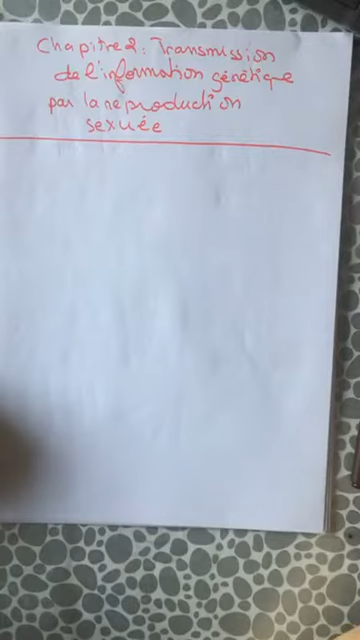 Chapitre 2: Transmission
de l'information génétique
par la reproduction
sexuée